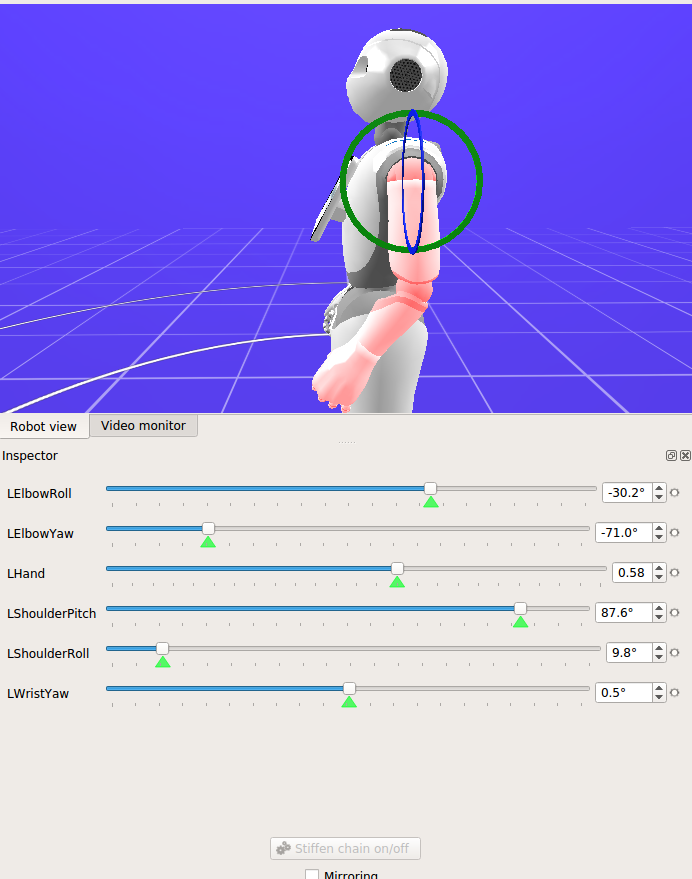 Robot view
Video monitor
Inspector
LElbowRoll -30.2°
LElbowYaw -71.0°
LHand 0.58
LShoulderPitch 87.6°
LShoulderRoll 9.8°
LWristYaw 0.5°
Stiffen chain on/off
Mirroring